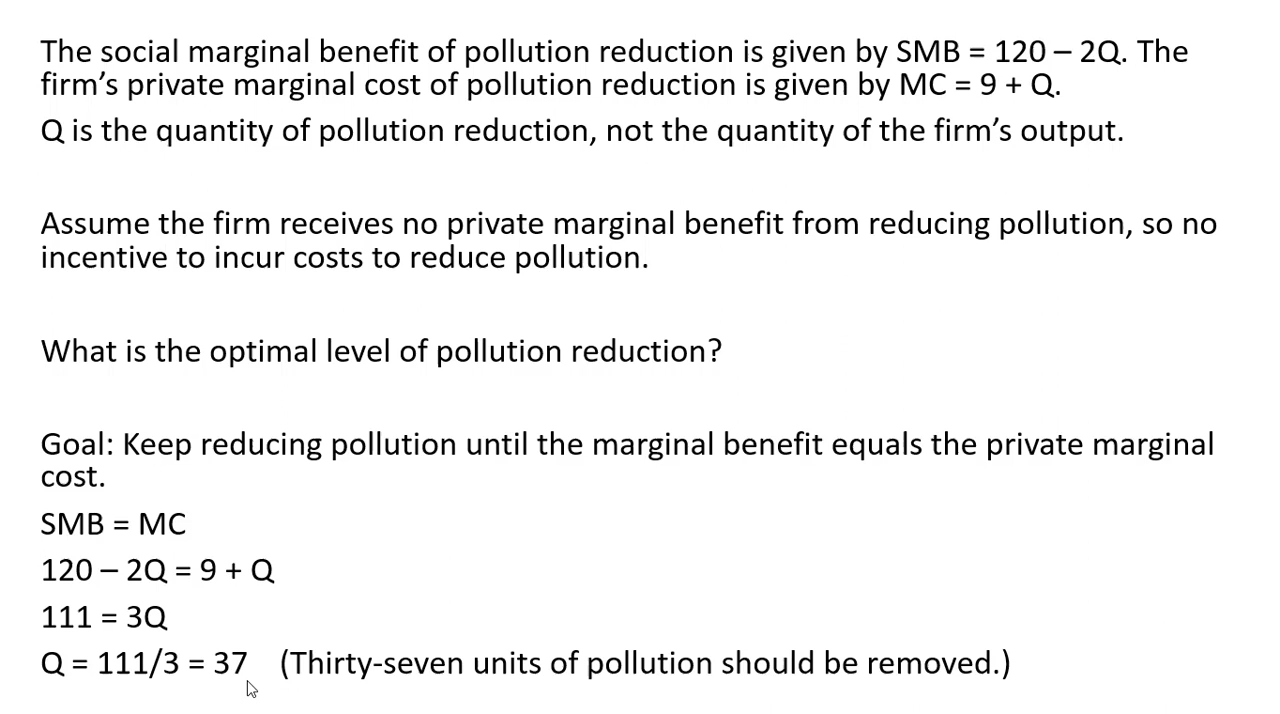 The social marginal benefit of pollution reduction is given by SMB = 120 – 2Q. The
firm’s private marginal cost of pollution reduction is given by MC = 9 + Q.
Q is the quantity of pollution reduction, not the quantity of the firm’s output.
Assume the firm receives no private marginal benefit from reducing pollution, so no
incentive to incur costs to reduce pollution.
What is the optimal level of pollution reduction?
Goal: Keep reducing pollution until the marginal benefit equals the private marginal
cost.
SMB = MC
120 – 2Q = 9 + Q
111 = 3Q
Q = 111/3 = 37 (Thirty-seven units of pollution should be removed.)